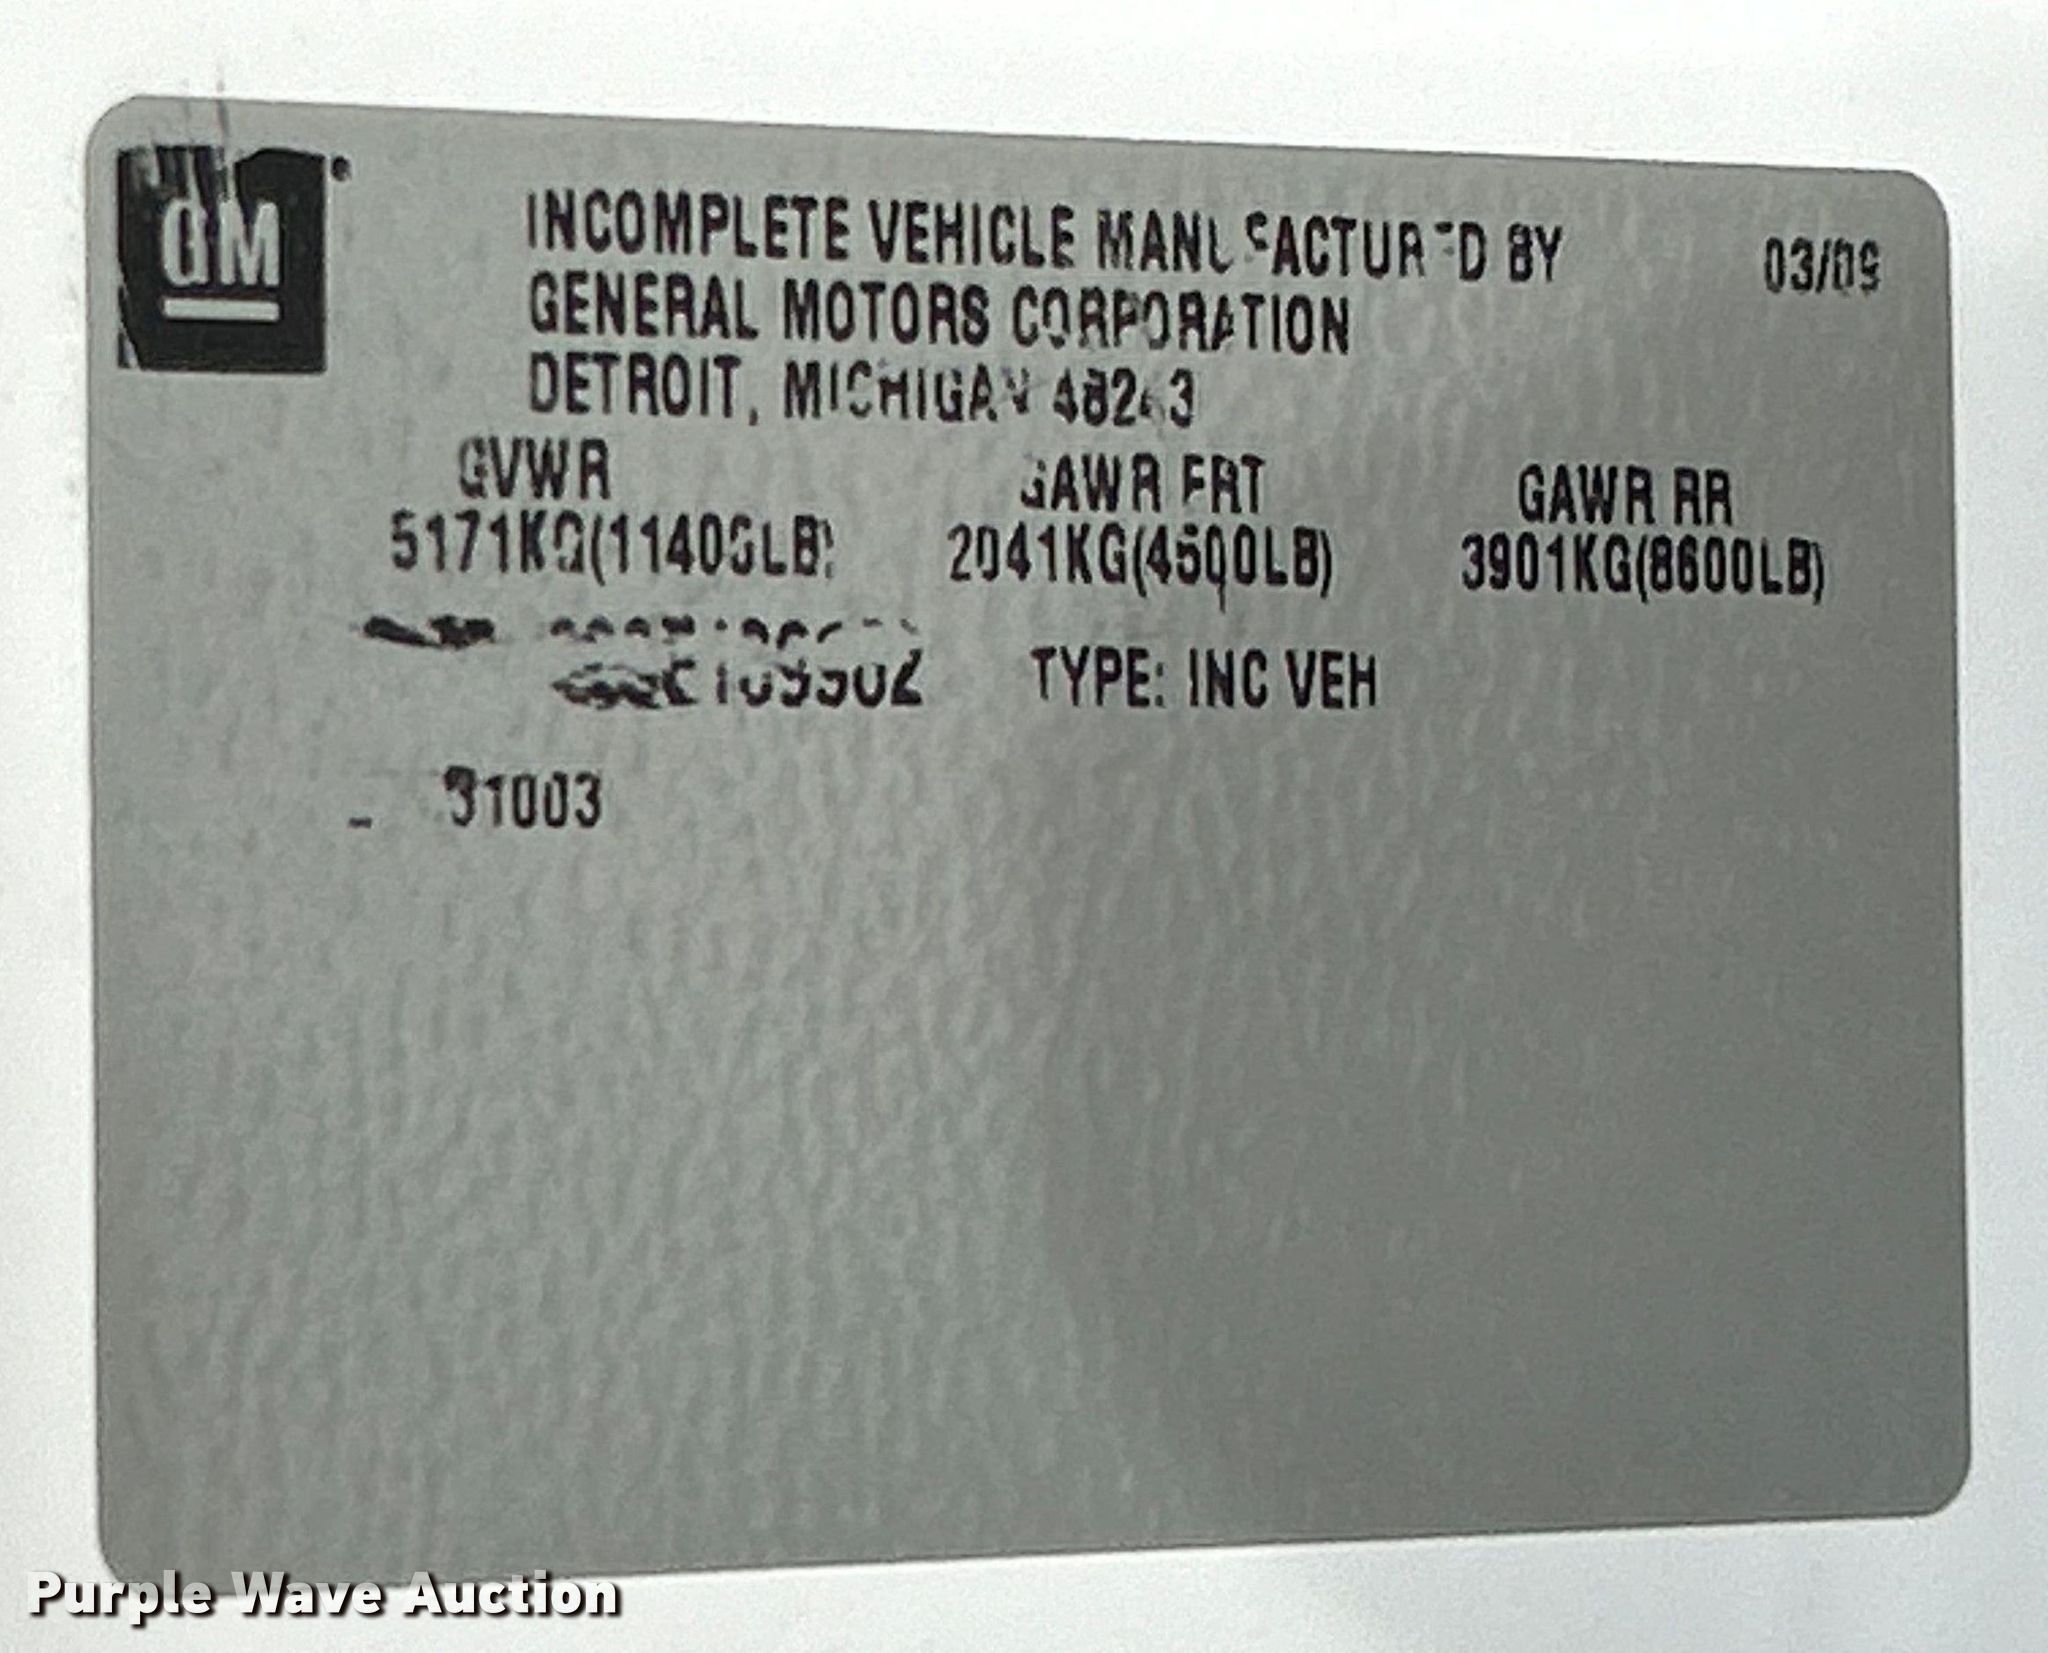 GM
INCOMPLETE VEHICLE MANUFACTURED BY 03/09
GENERAL MOTORS CORPORATION
DETROIT, MICHIGAN 48243
GVWR GAWR FRT GAWR RR
5171KG(11400LB) 2041KG(4500LB) 3901KG(8600LB)
TYPE: INC VEH
31003
Purple Wave Auction